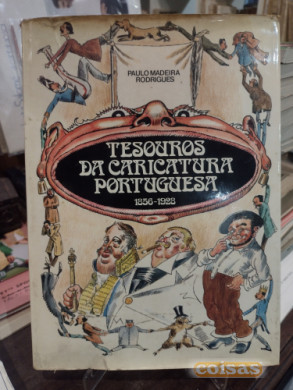 PAULO MADEIRA
RODRIGUES
TESOUROS
DA CARICATURA
PORTUGUESA
1856-1928
coisas